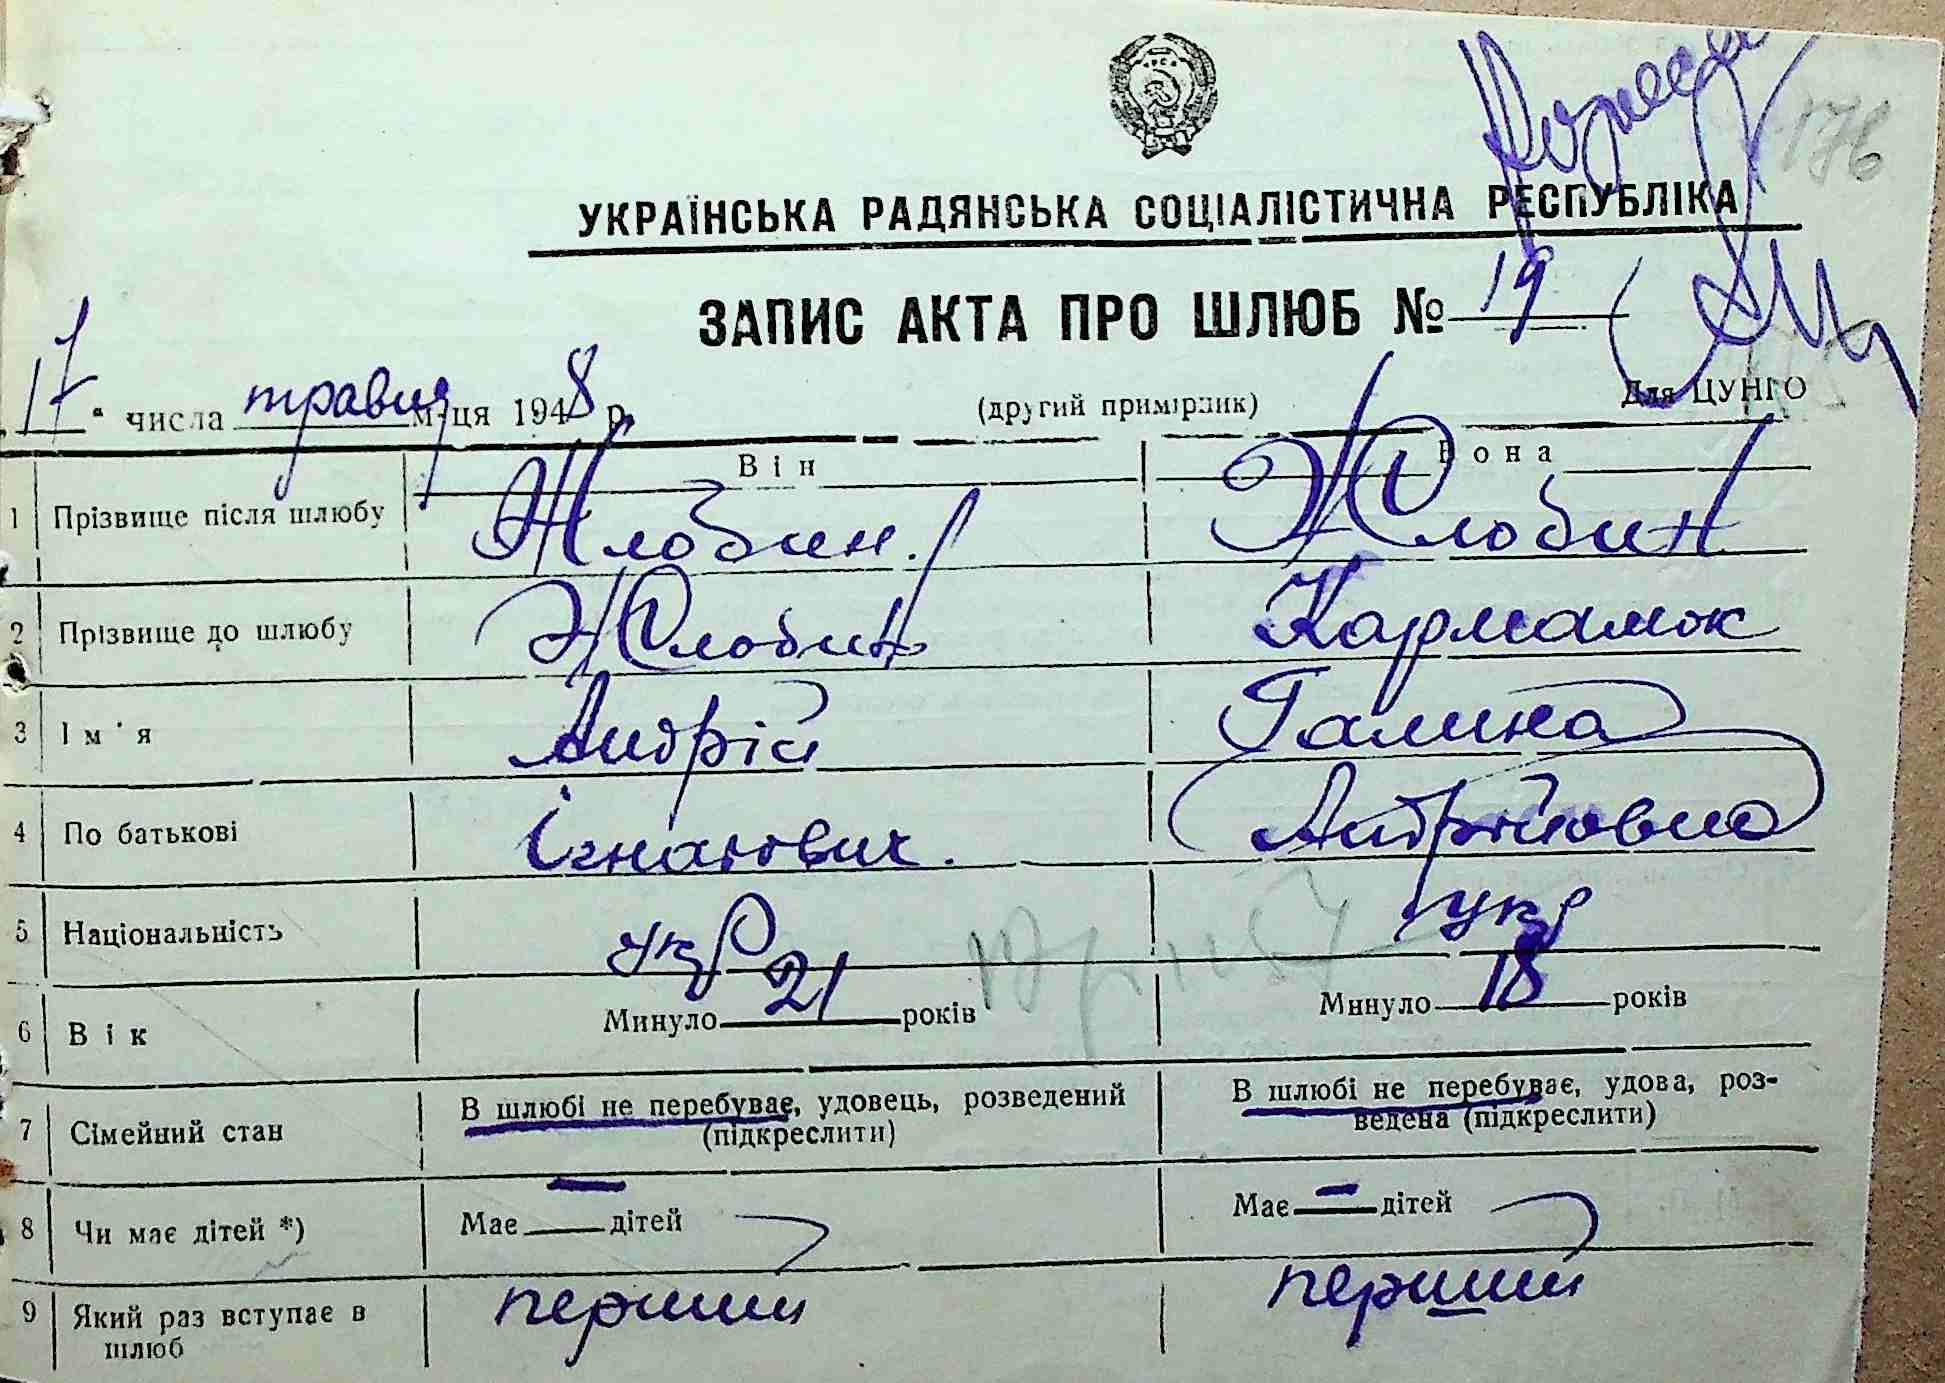 УКРАЇНСЬКА РАДЯНСЬКА СОЦІАЛІСТИЧНА РЕСПУБЛІКА
176
ЗАПИС АКТА ПРО ШЛЮБ № 19
17 " числа травня м-ця 1948 р.
(другий примірник)
Для ЦУНГО
Він Вона
1 Прізвище після шлюбу Жлобин. Жлобин
2 Прізвище до шлюбу Жлобин
3 Ім'я Андрій Галина
4 По батькові Ігнатович. Андрійовна
5 Національність укр укр
6 Вік Минуло 21 років Минуло 18 років
7 Сімейний стан В шлюбі не перебуває, удовець, розведений (підкреслити) В шлюбі не перебуває, удова, розведена (підкреслити)
8 Чи має дітей *) Має — дітей Має — дітей
9 Який раз вступає в шлюб перший перший